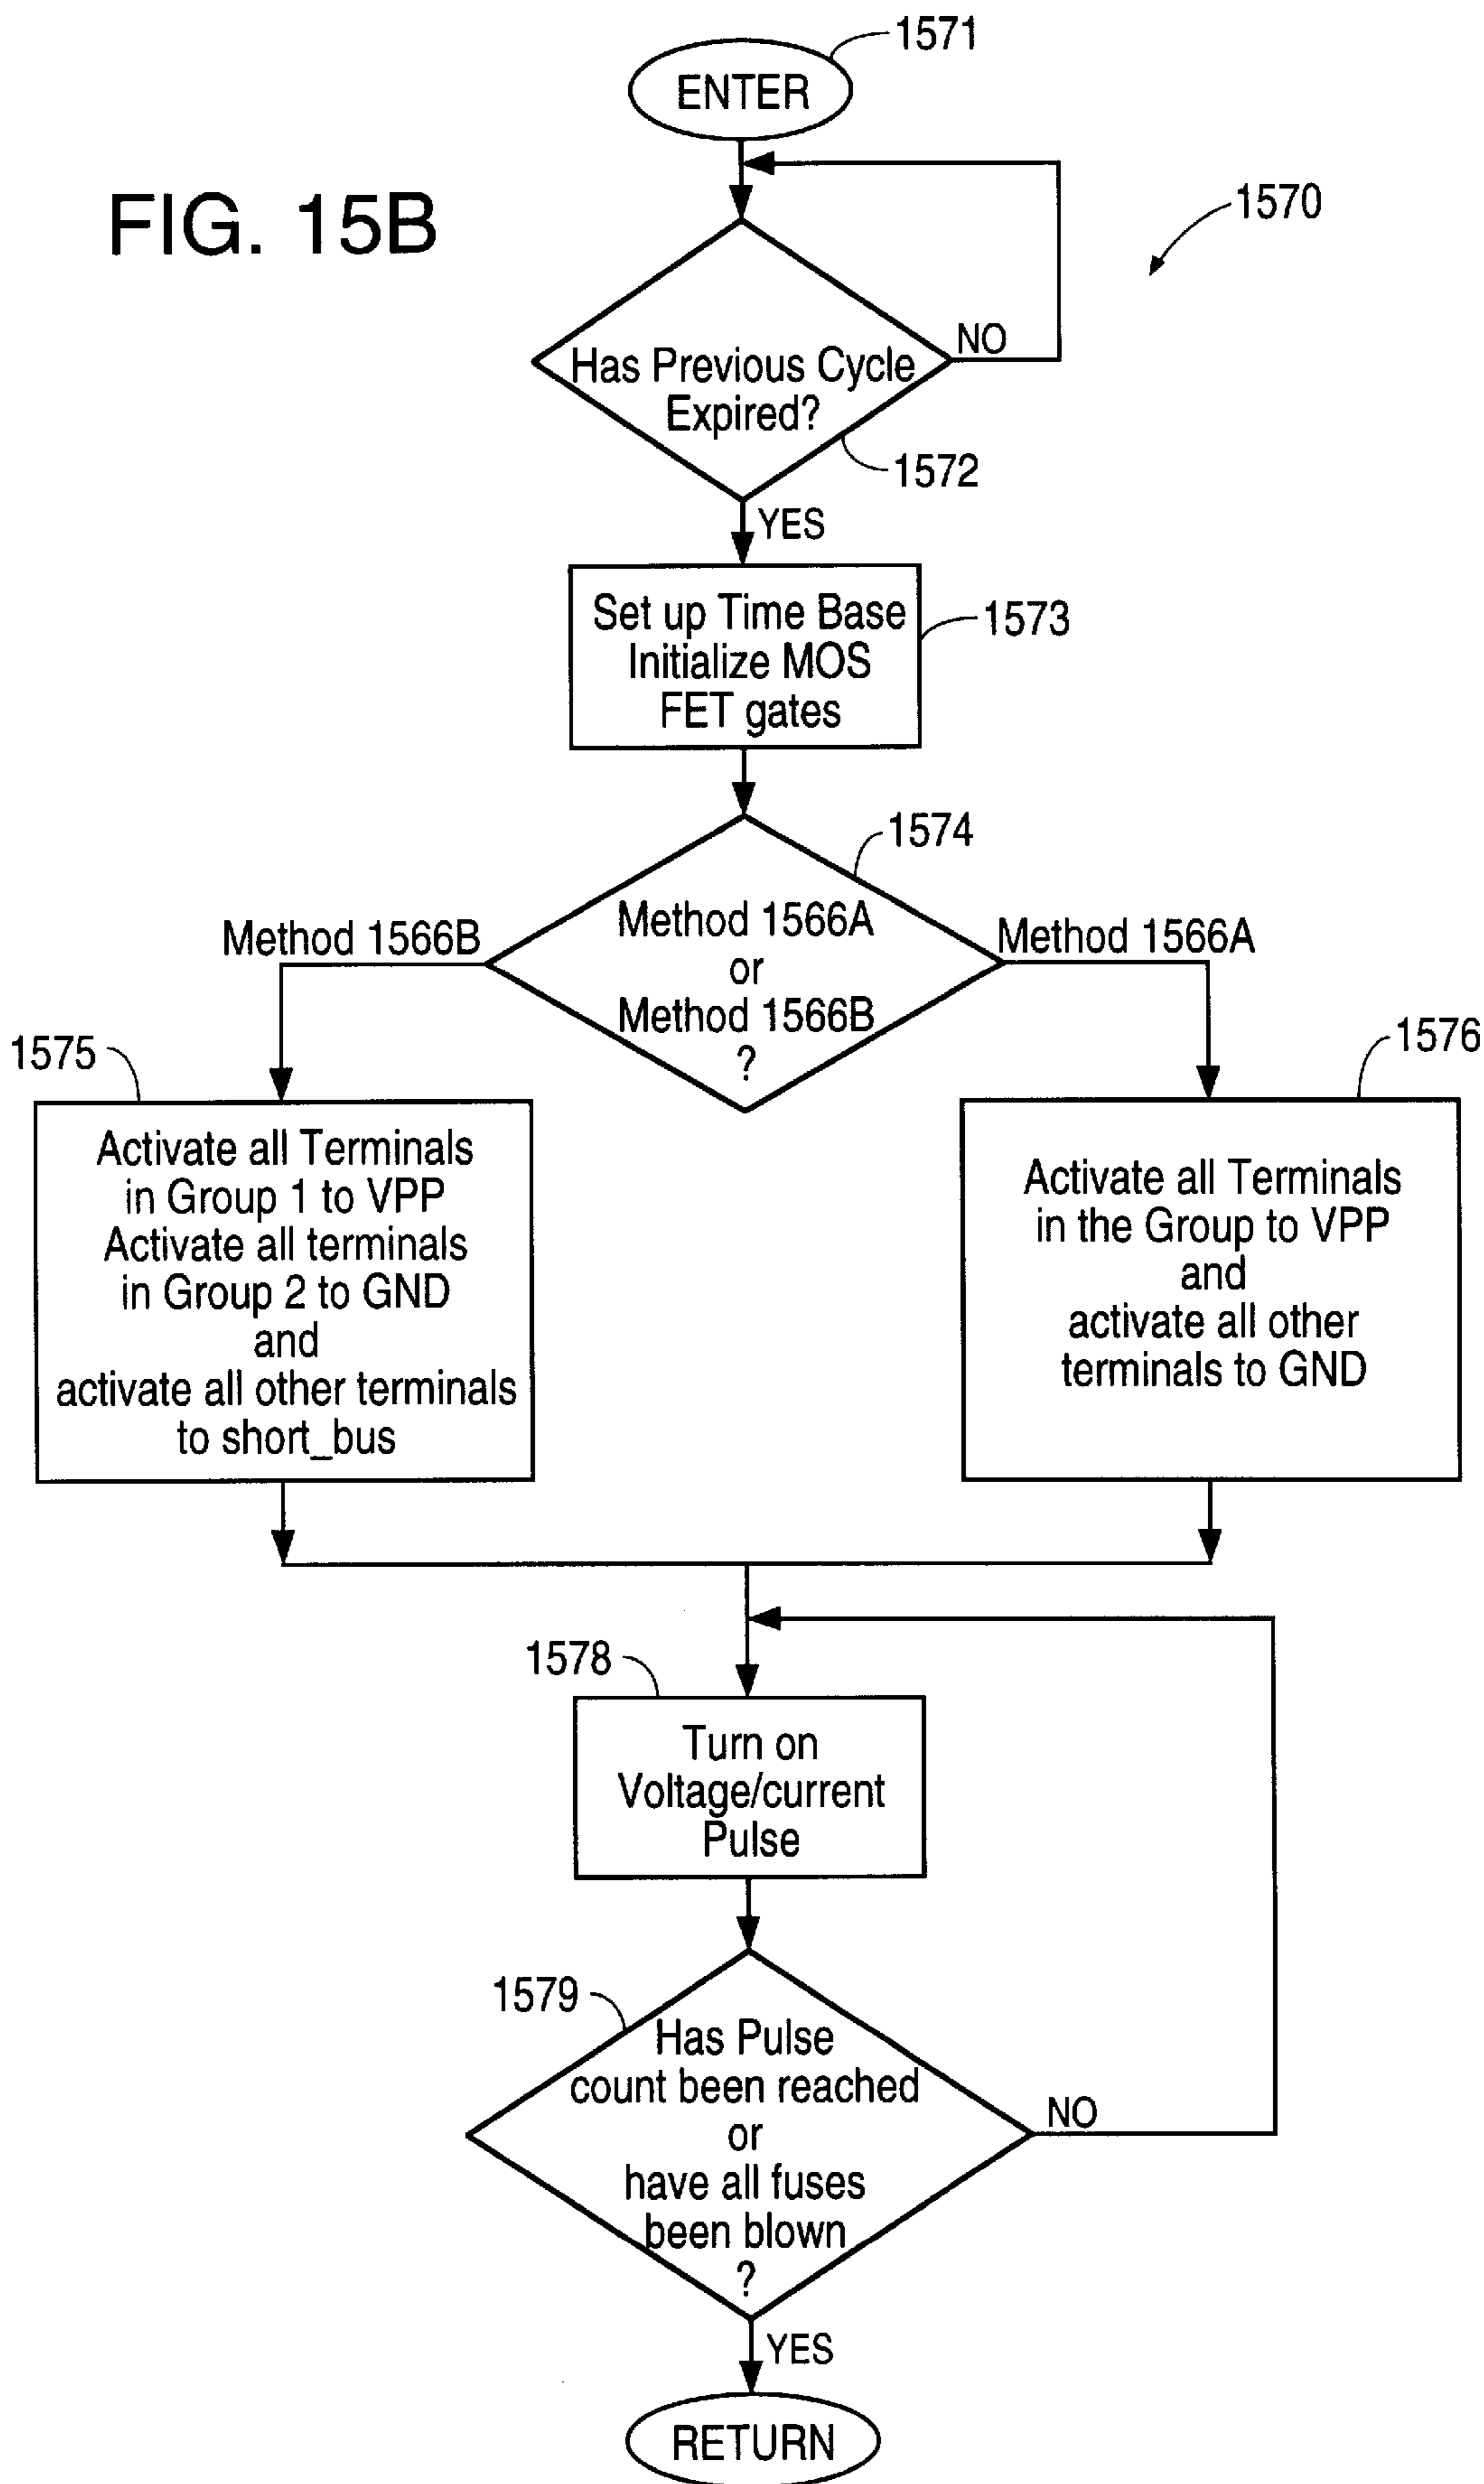 1571
ENTER
FIG. 15B
1570
NO
Has Previous Cycle
Expired?
1572
YES
Set up Time Base
Initialize MOS
FET gates
1573
1574
Method 1566B
Method 1566A
or
Method 1566B
?
Method 1566A
1575
1576
Activate all Terminals
in Group 1 to VPP
Activate all terminals
in Group 2 to GND
and
activate all other terminals
to short_bus
Activate all Terminals
in the Group to VPP
and
activate all other
terminals to GND
1578
Turn on
Voltage/current
Pulse
1579
Has Pulse
count been reached
or
have all fuses
been blown
?
NO
YES
RETURN